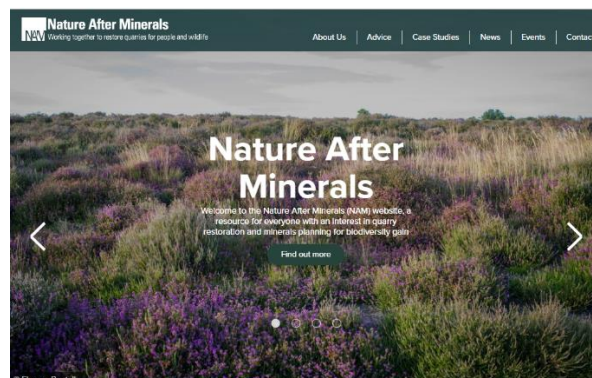 NAM
Nature After Minerals
Working together to restore quarries for people and wildlife
About Us
Advice
Case Studies
News
Events
Contac
Nature After
Minerals
Welcome to the Nature After Minerals (NAM) website, a
resource for everyone with an interest in quarry
restoration and minerals planning for biodiversity gain
Find out more